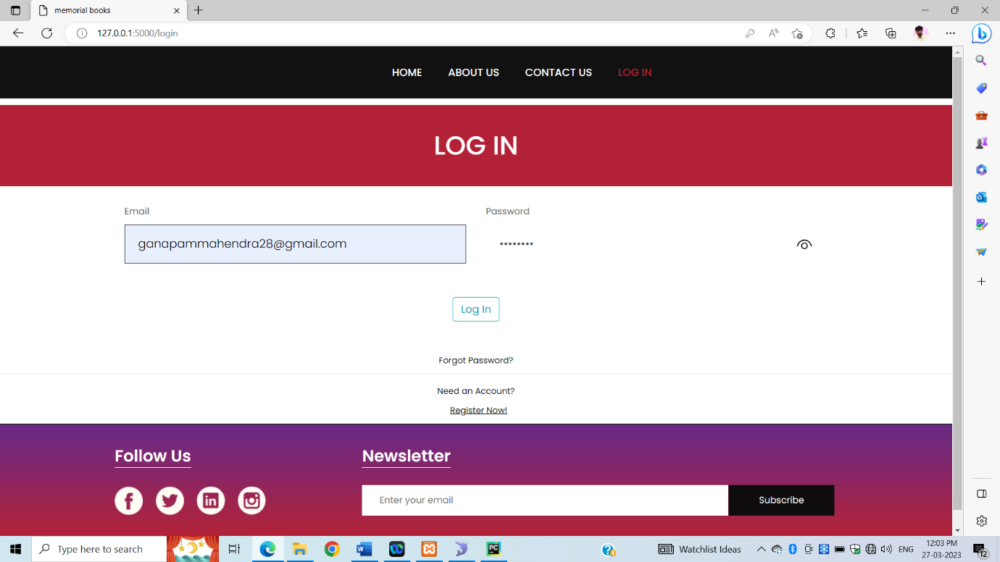 memorial books
127.0.0.1:5000/login
HOME ABOUT US CONTACT US LOG IN
LOG IN
Email Password
ganapammahendra28@gmail.com ••••••••
Log In
Forgot Password?
Need an Account?
Register Now!
Follow Us Newsletter
Enter your email Subscribe
Type here to search Watchlist Ideas ENG 12:03 PM
27-03-2023 12